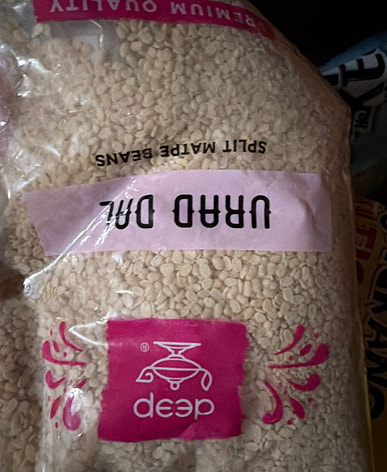 deep
®
URAD DAL
SPLIT MATPE BEANS
PREMIUM QUALITY